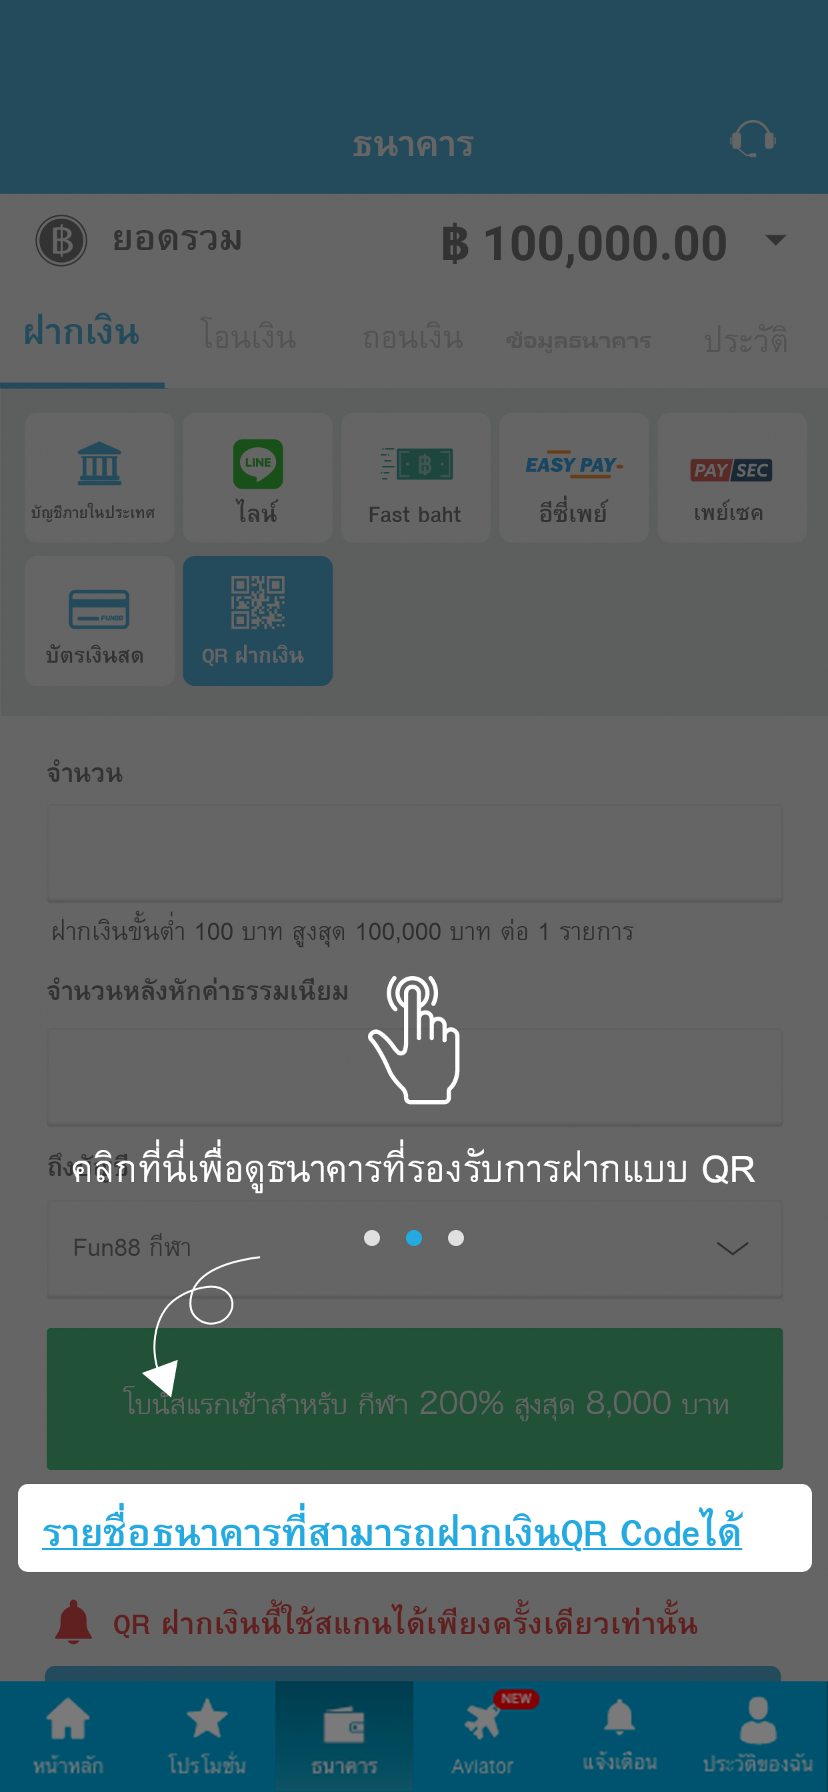 ธนาคาร
ยอดรวม
฿ 100,000.00
ฝากเงิน โอนเงิน ถอนเงิน ข้อมูลธนาคาร ประวัติ
LINE EASY PAY PAY SEC
บัญชีภายในประเทศ ไลน์ Fast baht อีซี่เพย์ เพย์เซค
FUN88
บัตรเงินสด QR ฝากเงิน
จำนวน
ฝากเงินขั้นต่ำ 100 บาท สูงสุด 100,000 บาท ต่อ 1 รายการ
จำนวนหลังหักค่าธรรมเนียม
ถึงบัญชี
คลิกที่นี่เพื่อดูธนาคารที่รองรับการฝากแบบ QR
Fun88 กีฬา
โบนัสแรกเข้าสำหรับ กีฬา 200% สูงสุด 8,000 บาท
รายชื่อธนาคารที่สามารถฝากเงินQR Codeได้
QR ฝากเงินนี้ใช้สแกนได้เพียงครั้งเดียวเท่านั้น
NEW
หน้าหลัก โปรโมชั่น ธนาคาร Aviator แจ้งเตือน ประวัติของฉัน